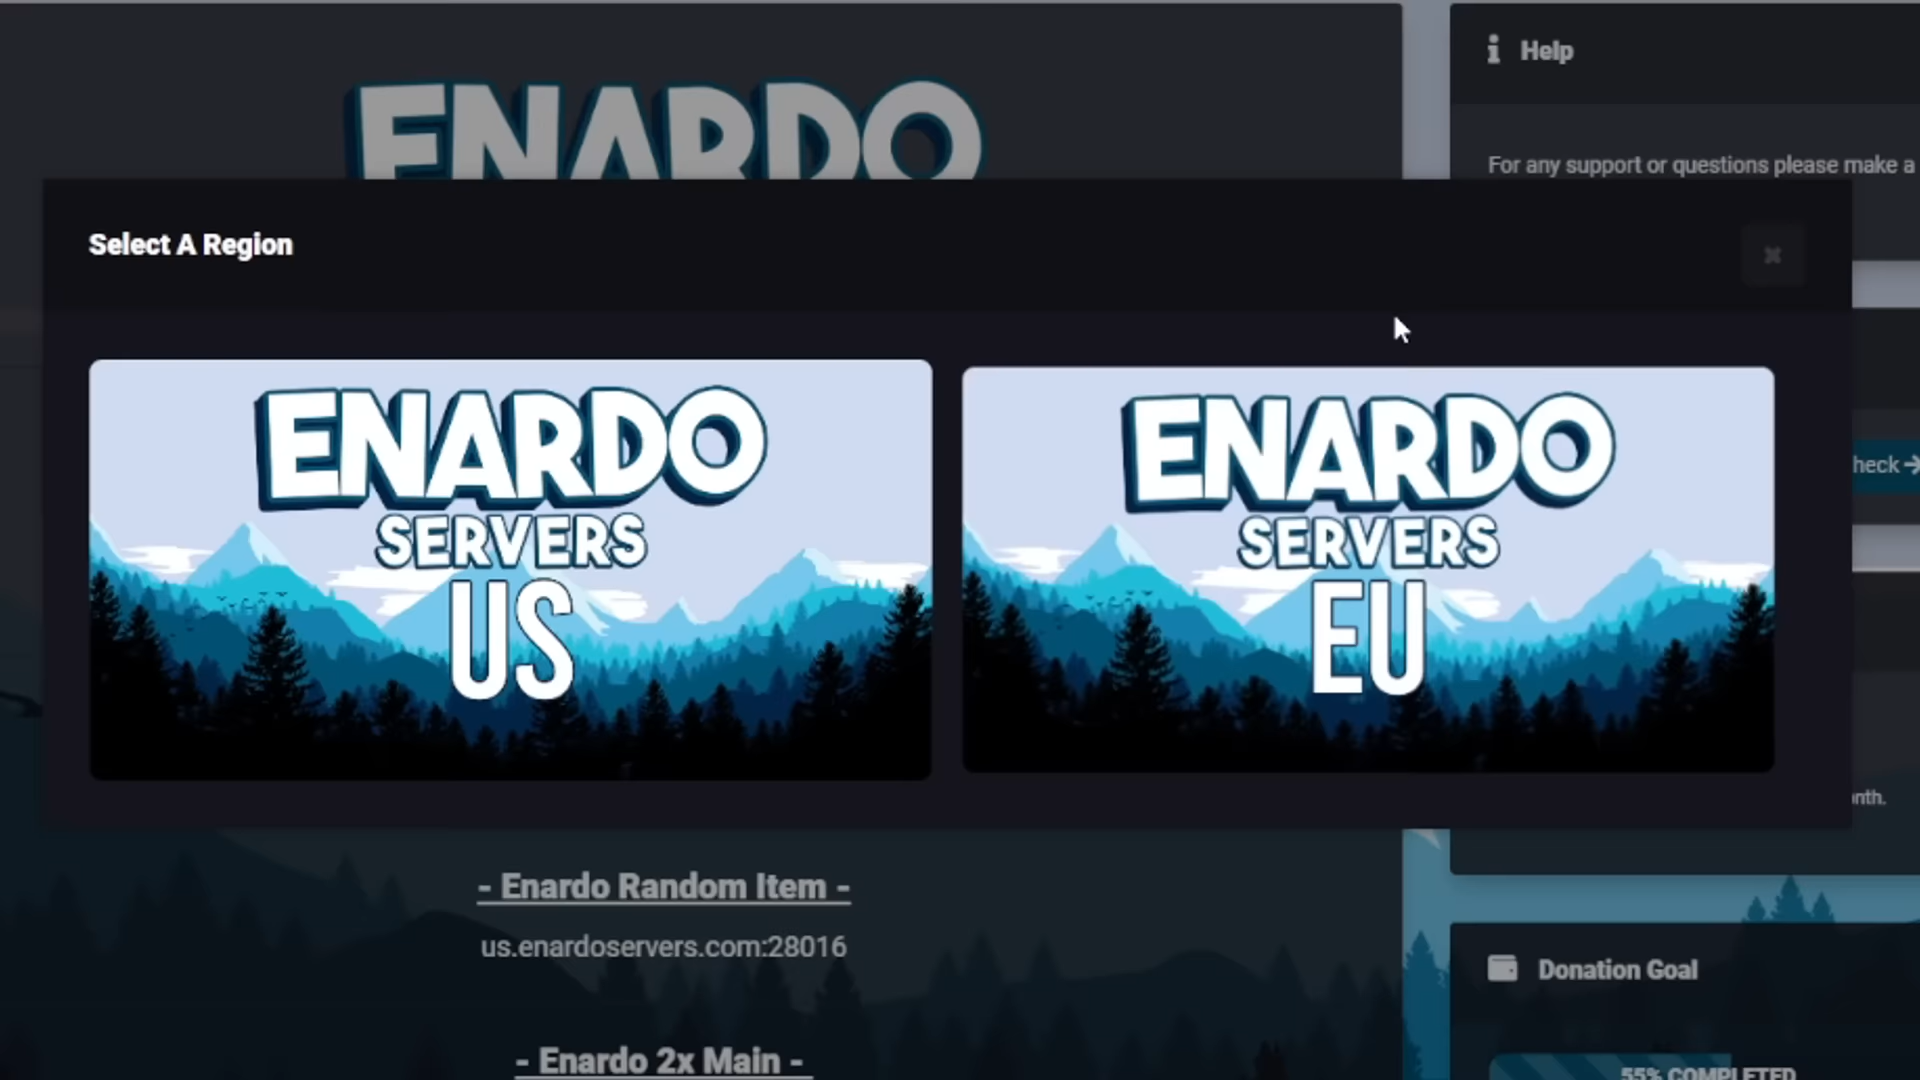 ENARDO
Help
For any support or questions please make a
Select A Region
ENARDO
SERVERS
US
ENARDO
SERVERS
EU
heck
onth.
- Enardo Random Item -
us.enardoservers.com:28016
Donation Goal
- Enardo 2x Main -
55% COMPLETED